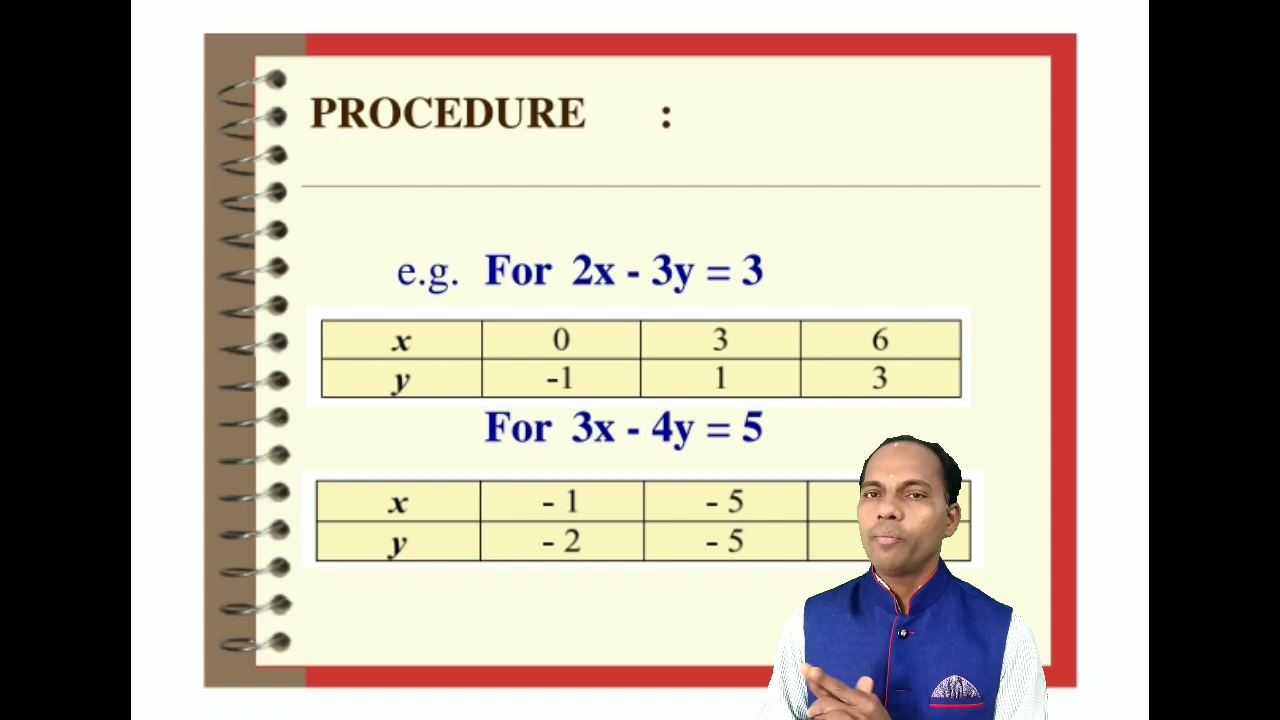 PROCEDURE :
e.g. For 2x - 3y = 3
x 0 3 6
y -1 1 3
For 3x - 4y = 5
x - 1 - 5
y - 2 - 5